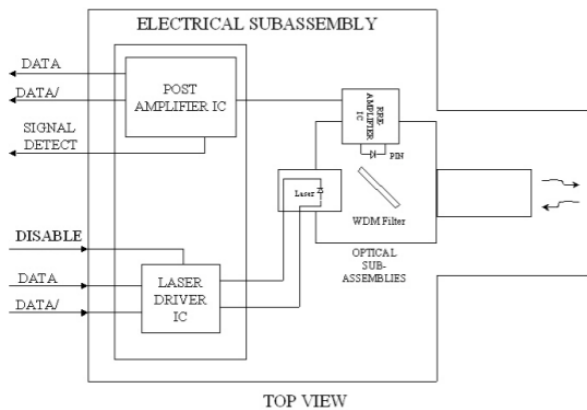 ELECTRICAL SUBASSEMBLY
DATA
DATA/
SIGNAL
DETECT
POST
AMPLIFIER IC
PRE-
AMPLIFIER
IC
PIN
Laser
WDM Filter
OPTICAL
SUB-
ASSEMBLIES
DISABLE
DATA
DATA/
LASER
DRIVER
IC
TOP VIEW